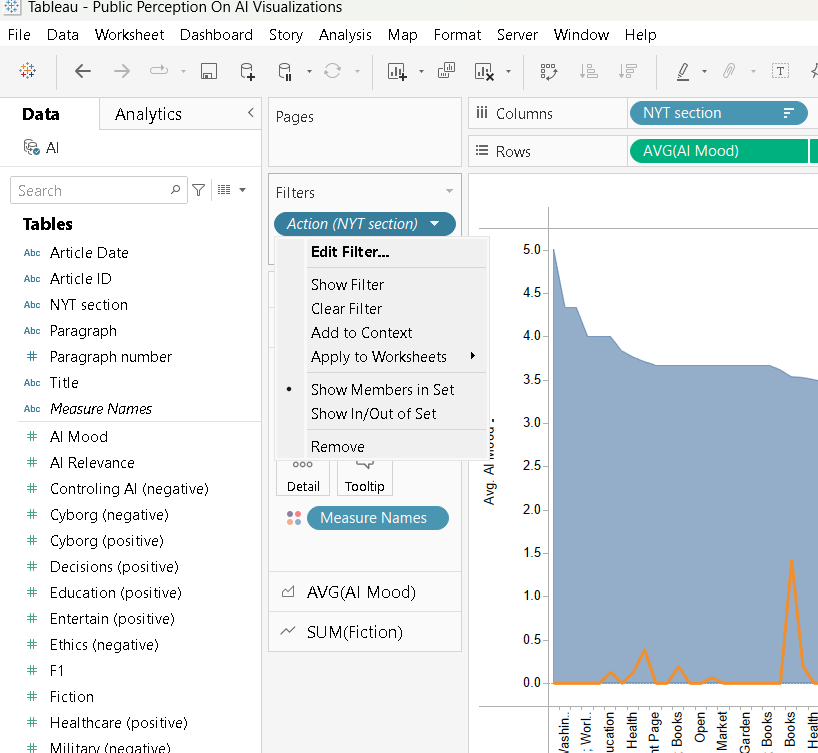 Tableau - Public Perception On AI Visualizations
File Data Worksheet Dashboard Story Analysis Map Format Server Window Help
Data Analytics
AI
Search
Tables
Abc Article Date
Abc Article ID
Abc NYT section
Abc Paragraph
# Paragraph number
Abc Title
Abc Measure Names
# AI Mood
# AI Relevance
# Controling AI (negative)
# Cyborg (negative)
# Cyborg (positive)
# Decisions (positive)
# Education (positive)
# Entertain (positive)
# Ethics (negative)
# F1
# Fiction
# Healthcare (positive)
# Military (negative)
Pages
Filters
Action (NYT section)
Edit Filter...
Show Filter
Clear Filter
Add to Context
Apply to Worksheets
• Show Members in Set
Show In/Out of Set
Remove
Detail Tooltip
Measure Names
AVG(AI Mood)
SUM(Fiction)
Columns NYT section
Rows AVG(AI Mood)
Avg. AI Mood
5.0
4.5
4.0
3.5
3.0
2.5
2.0
1.5
1.0
0.5
0.0
Health
Page
Books
Open
Market
Garden
Books
Books
Health